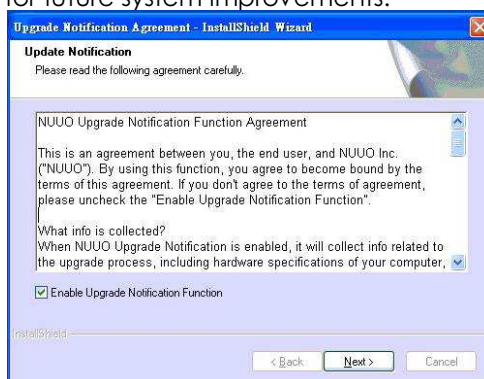 for future system improvements.
Upgrade Notification Agreement - InstallShield Wizard
Update Notification
Please read the following agreement carefully.
NUUO Upgrade Notification Function Agreement
This is an agreement between you, the end user, and NUUO Inc.
("NUUO"). By using this function, you agree to become bound by the
terms of this agreement. If you don't agree to the terms of agreement,
please uncheck the "Enable Upgrade Notification Function".
What info is collected?
When NUUO Upgrade Notification is enabled, it will collect info related to
the upgrade process, including hardware specifications of your computer,
Enable Upgrade Notification Function
InstallShield
< Back Next > Cancel